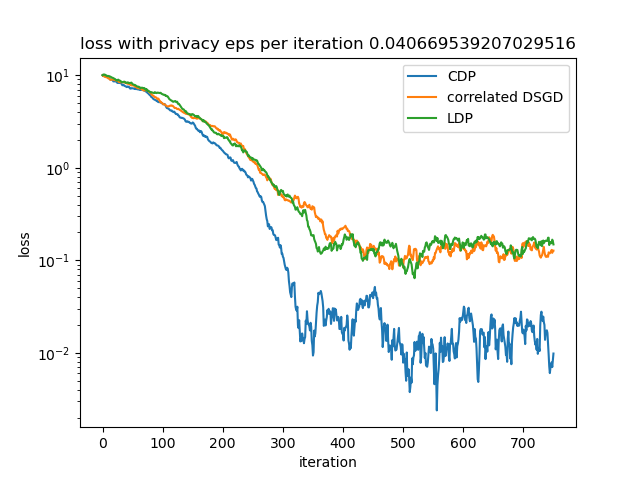 loss with privacy eps per iteration 0.040669539207029516
CDP
correlated DSGD
LDP
10^1
10^0
10^-1
10^-2
loss
0 100 200 300 400 500 600 700
iteration